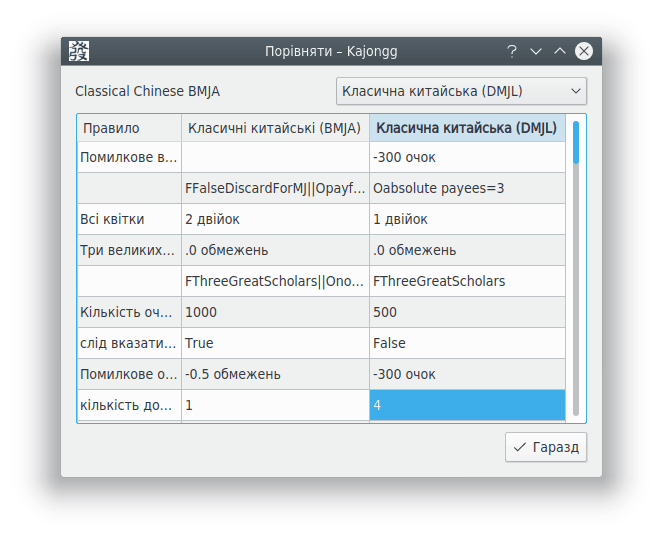 Порівняти – Kajongg
Classical Chinese BMJA
Класична китайська (DMJL)
Правило Класичні китайські (BMJA) Класична китайська (DMJL)
Помилкове в... -300 очок
FFalseDiscardForMJ||Opayf... Oabsolute payees=3
Всі квітки 2 двійок 1 двійок
Три великих... .0 обмежень .0 обмежень
FThreeGreatScholars||Ono... FThreeGreatScholars
Кількість оч... 1000 500
слід вказати... True False
Помилкове о... -0.5 обмежень -300 очок
кількість до... 1 4
Гаразд